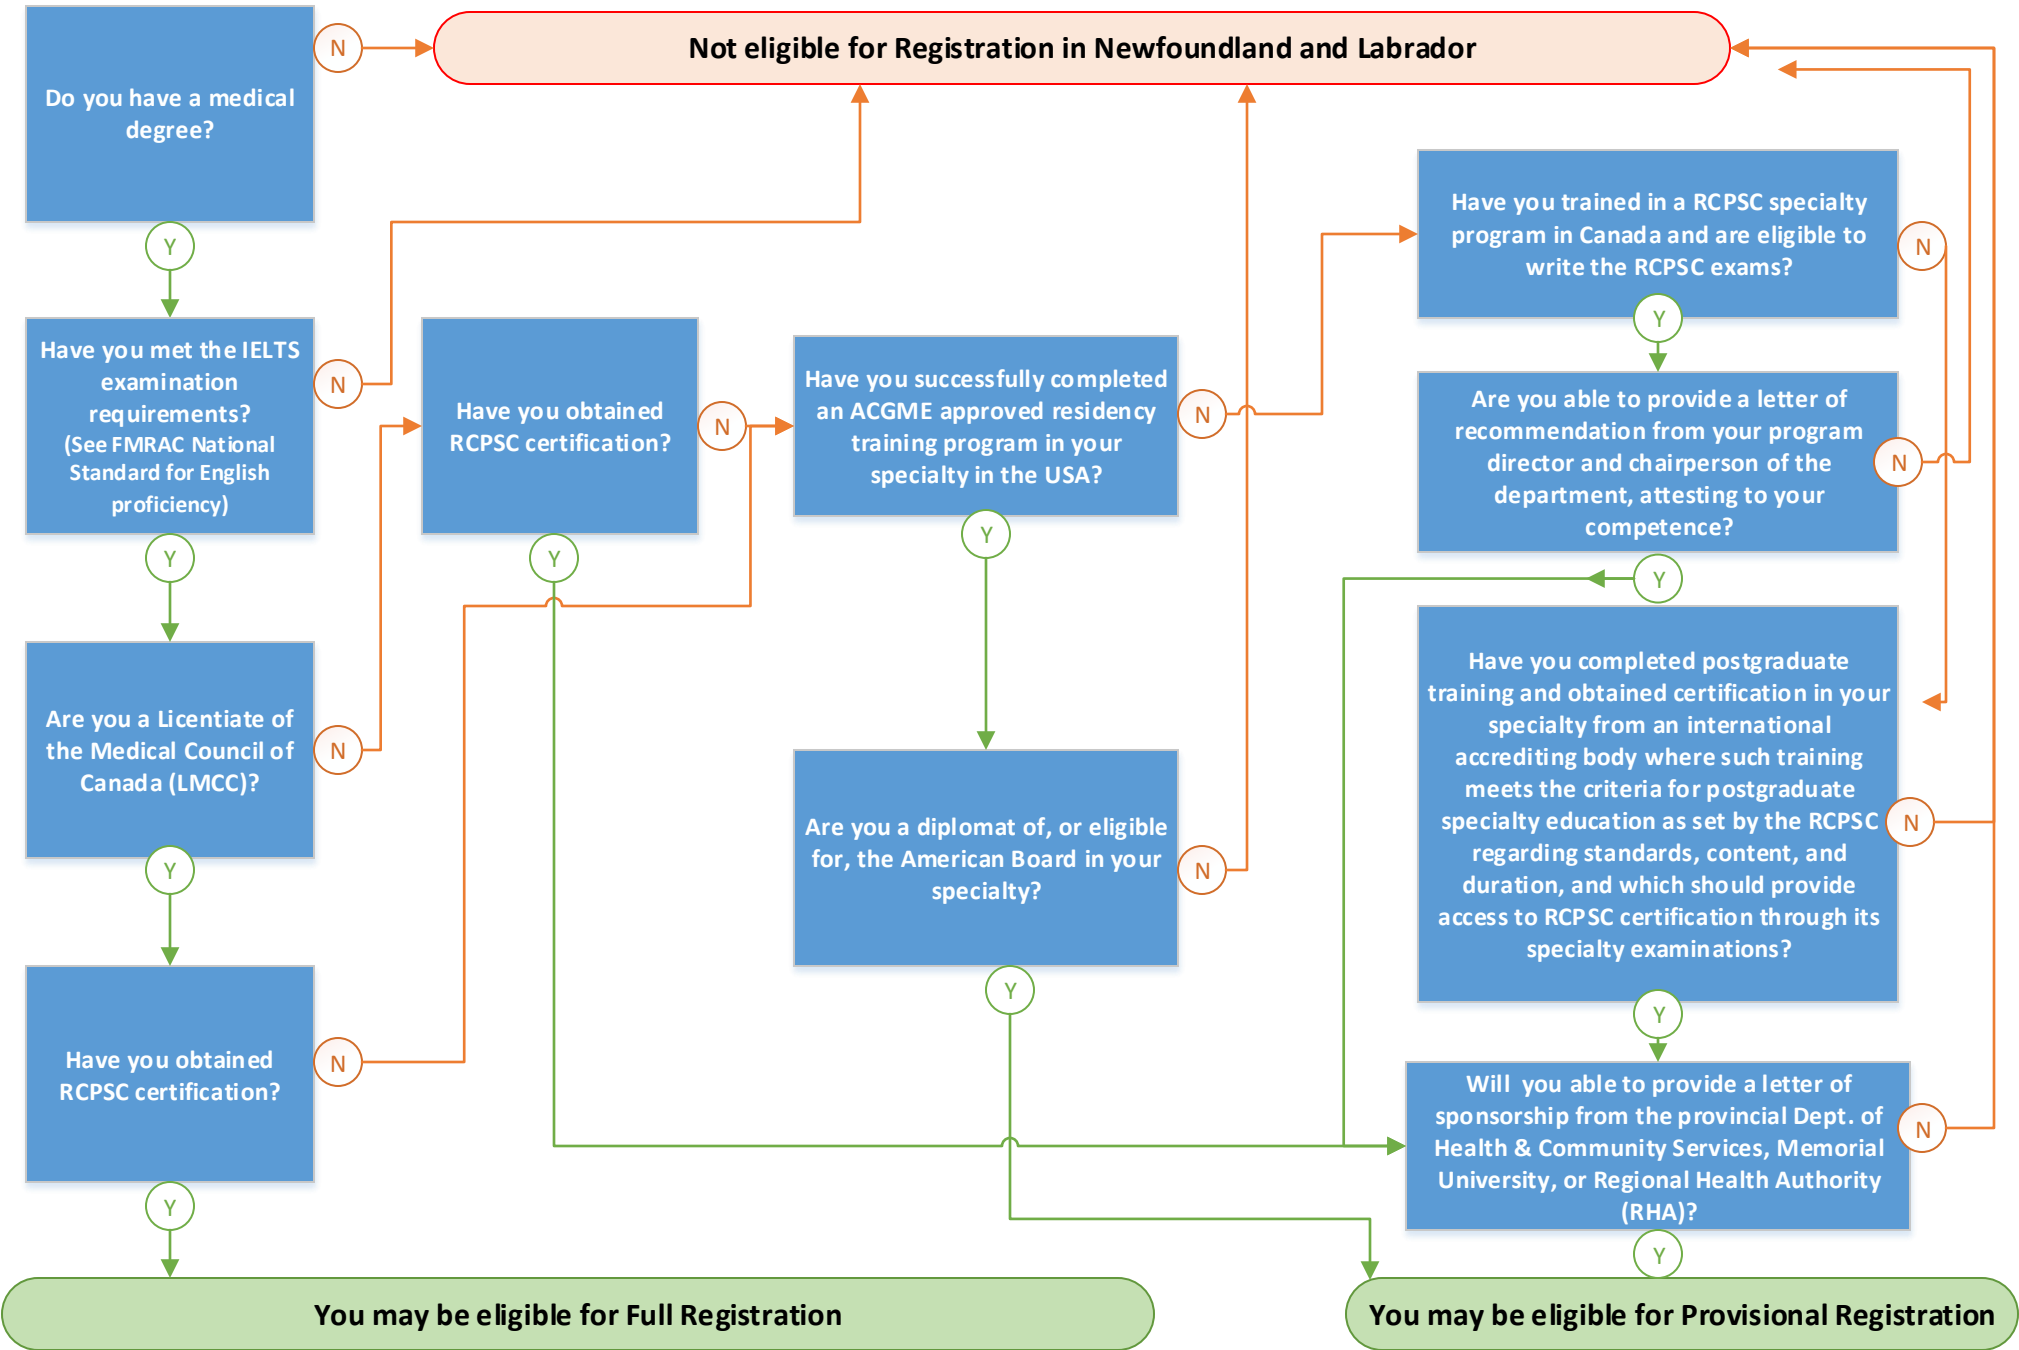 Do you have a medical
degree?
N
Not eligible for Registration in Newfoundland and Labrador
Y
Have you met the IELTS
examination
requirements?
(See FMRAC National
Standard for English
proficiency)
N
Y
Are you a Licentiate of
the Medical Council of
Canada (LMCC)?
N
Y
Have you obtained
RCPSC certification?
N
Y
You may be eligible for Full Registration
Have you obtained
RCPSC certification?
N
Y
Have you successfully completed
an ACGME approved residency
training program in your
specialty in the USA?
N
Y
Are you a diplomat of, or eligible
for, the American Board in your
specialty?
N
Y
Have you trained in a RCPSC specialty
program in Canada and are eligible to
write the RCPSC exams?
N
Y
Are you able to provide a letter of
recommendation from your program
director and chairperson of the
department, attesting to your
competence?
N
Y
Have you completed postgraduate
training and obtained certification in your
specialty from an international
accrediting body where such training
meets the criteria for postgraduate
specialty education as set by the RCPSC
regarding standards, content, and
duration, and which should provide
access to RCPSC certification through its
specialty examinations?
N
Y
Will you able to provide a letter of
sponsorship from the provincial Dept. of
Health & Community Services, Memorial
University, or Regional Health Authority
(RHA)?
N
Y
You may be eligible for Provisional Registration